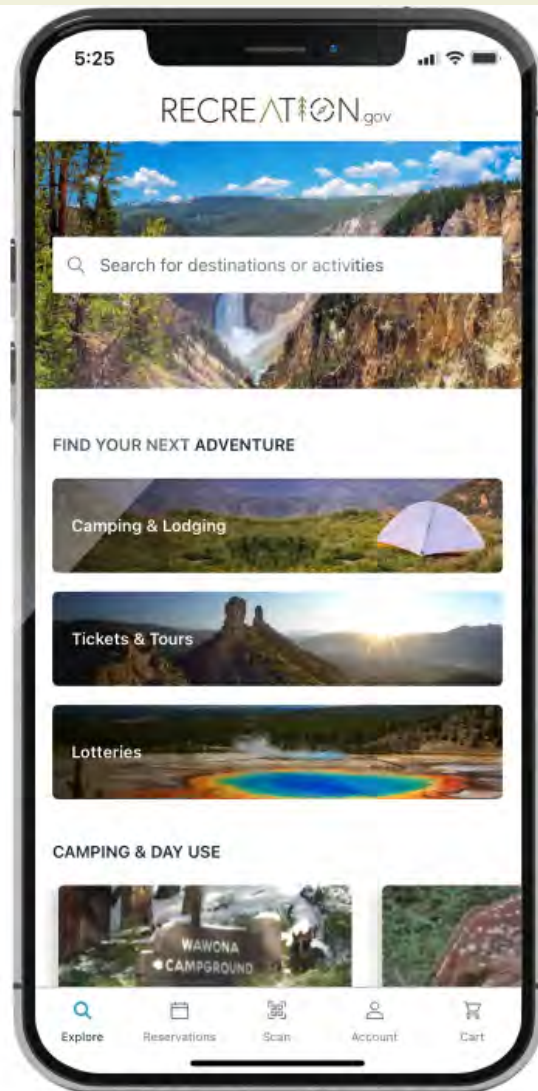 5:25
RECREATION.gov
Search for destinations or activities
FIND YOUR NEXT ADVENTURE
Camping & Lodging
Tickets & Tours
Lotteries
CAMPING & DAY USE
WAWONA
CAMPGROUND
Explore Reservations Scan Account Cart